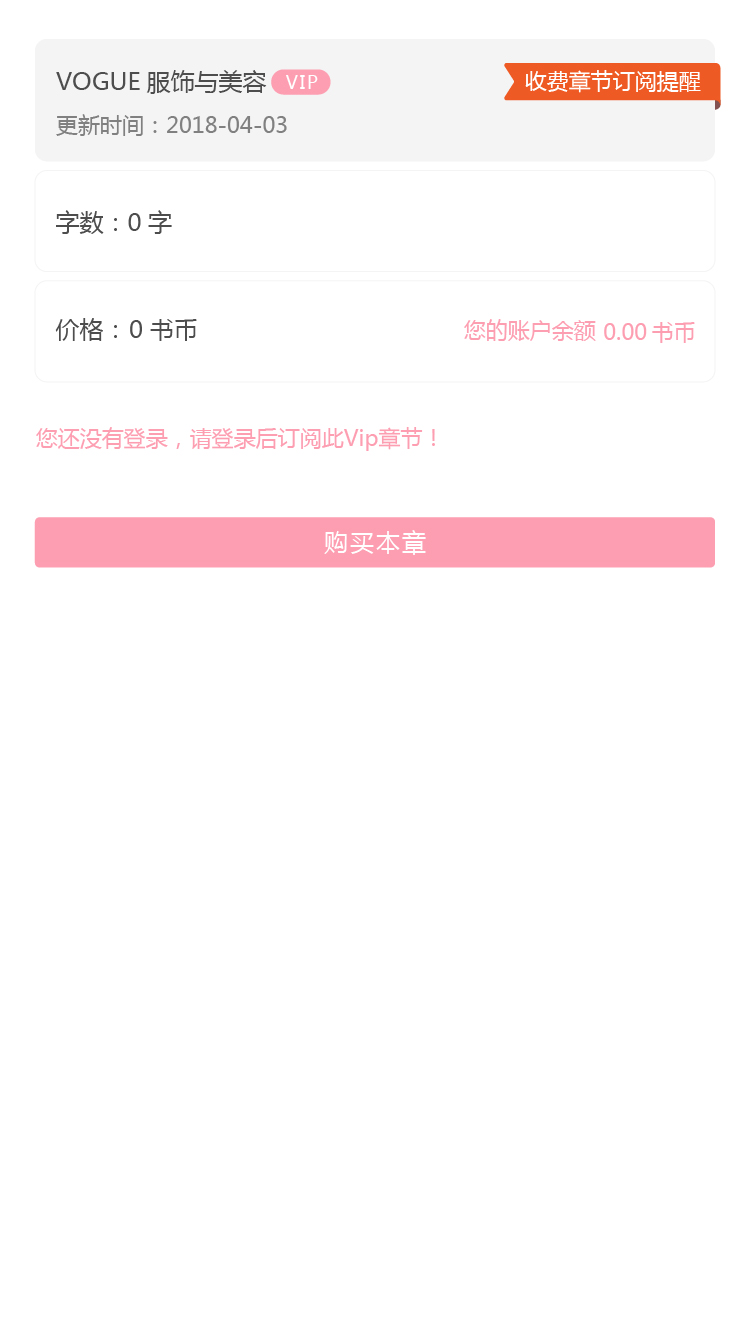 VOGUE 服饰与美容 VIP
收费章节订阅提醒
更新时间：2018-04-03
字数：0 字
价格：0 书币
您的账户余额 0.00 书币
您还没有登录，请登录后订阅此Vip章节！
购买本章